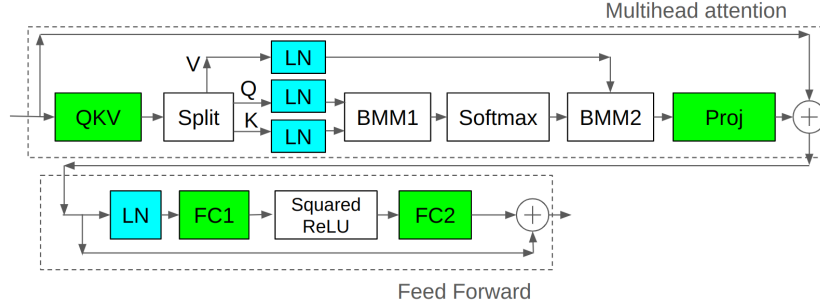 Multihead attention
V
LN
Q
LN
K
LN
QKV
Split
BMM1
Softmax
BMM2
Proj
+
LN
FC1
Squared
ReLU
FC2
+
Feed Forward